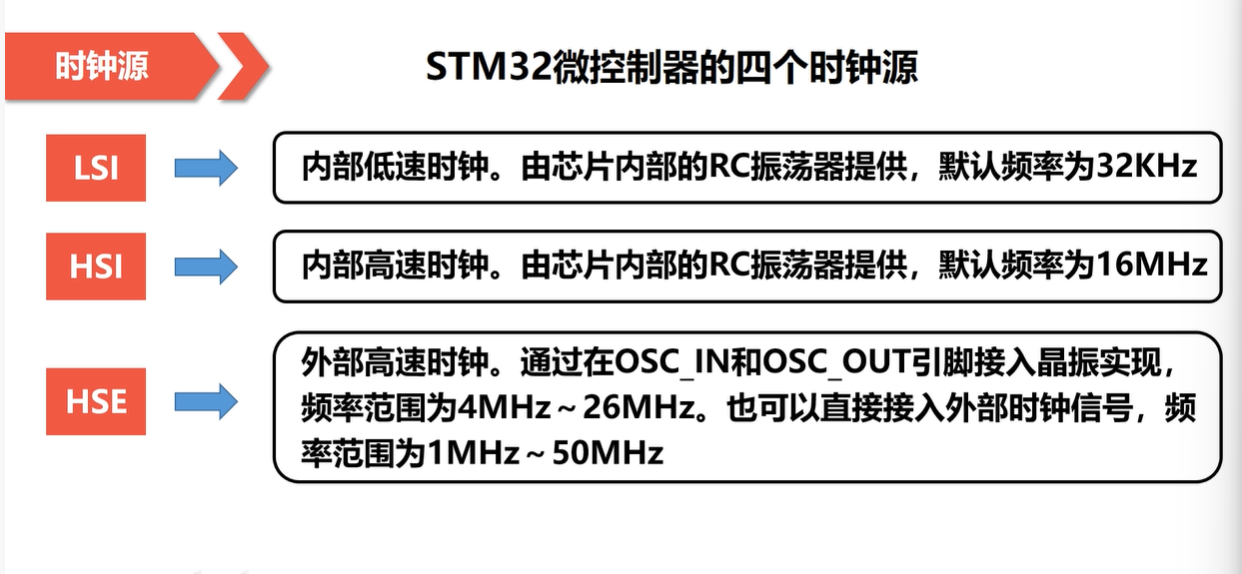 时钟源
STM32微控制器的四个时钟源
LSI
内部低速时钟。由芯片内部的RC振荡器提供，默认频率为32KHz
HSI
内部高速时钟。由芯片内部的RC振荡器提供，默认频率为16MHz
HSE
外部高速时钟。通过在OSC_IN和OSC_OUT引脚接入晶振实现，
频率范围为4MHz～26MHz。也可以直接接入外部时钟信号，频
率范围为1MHz～50MHz